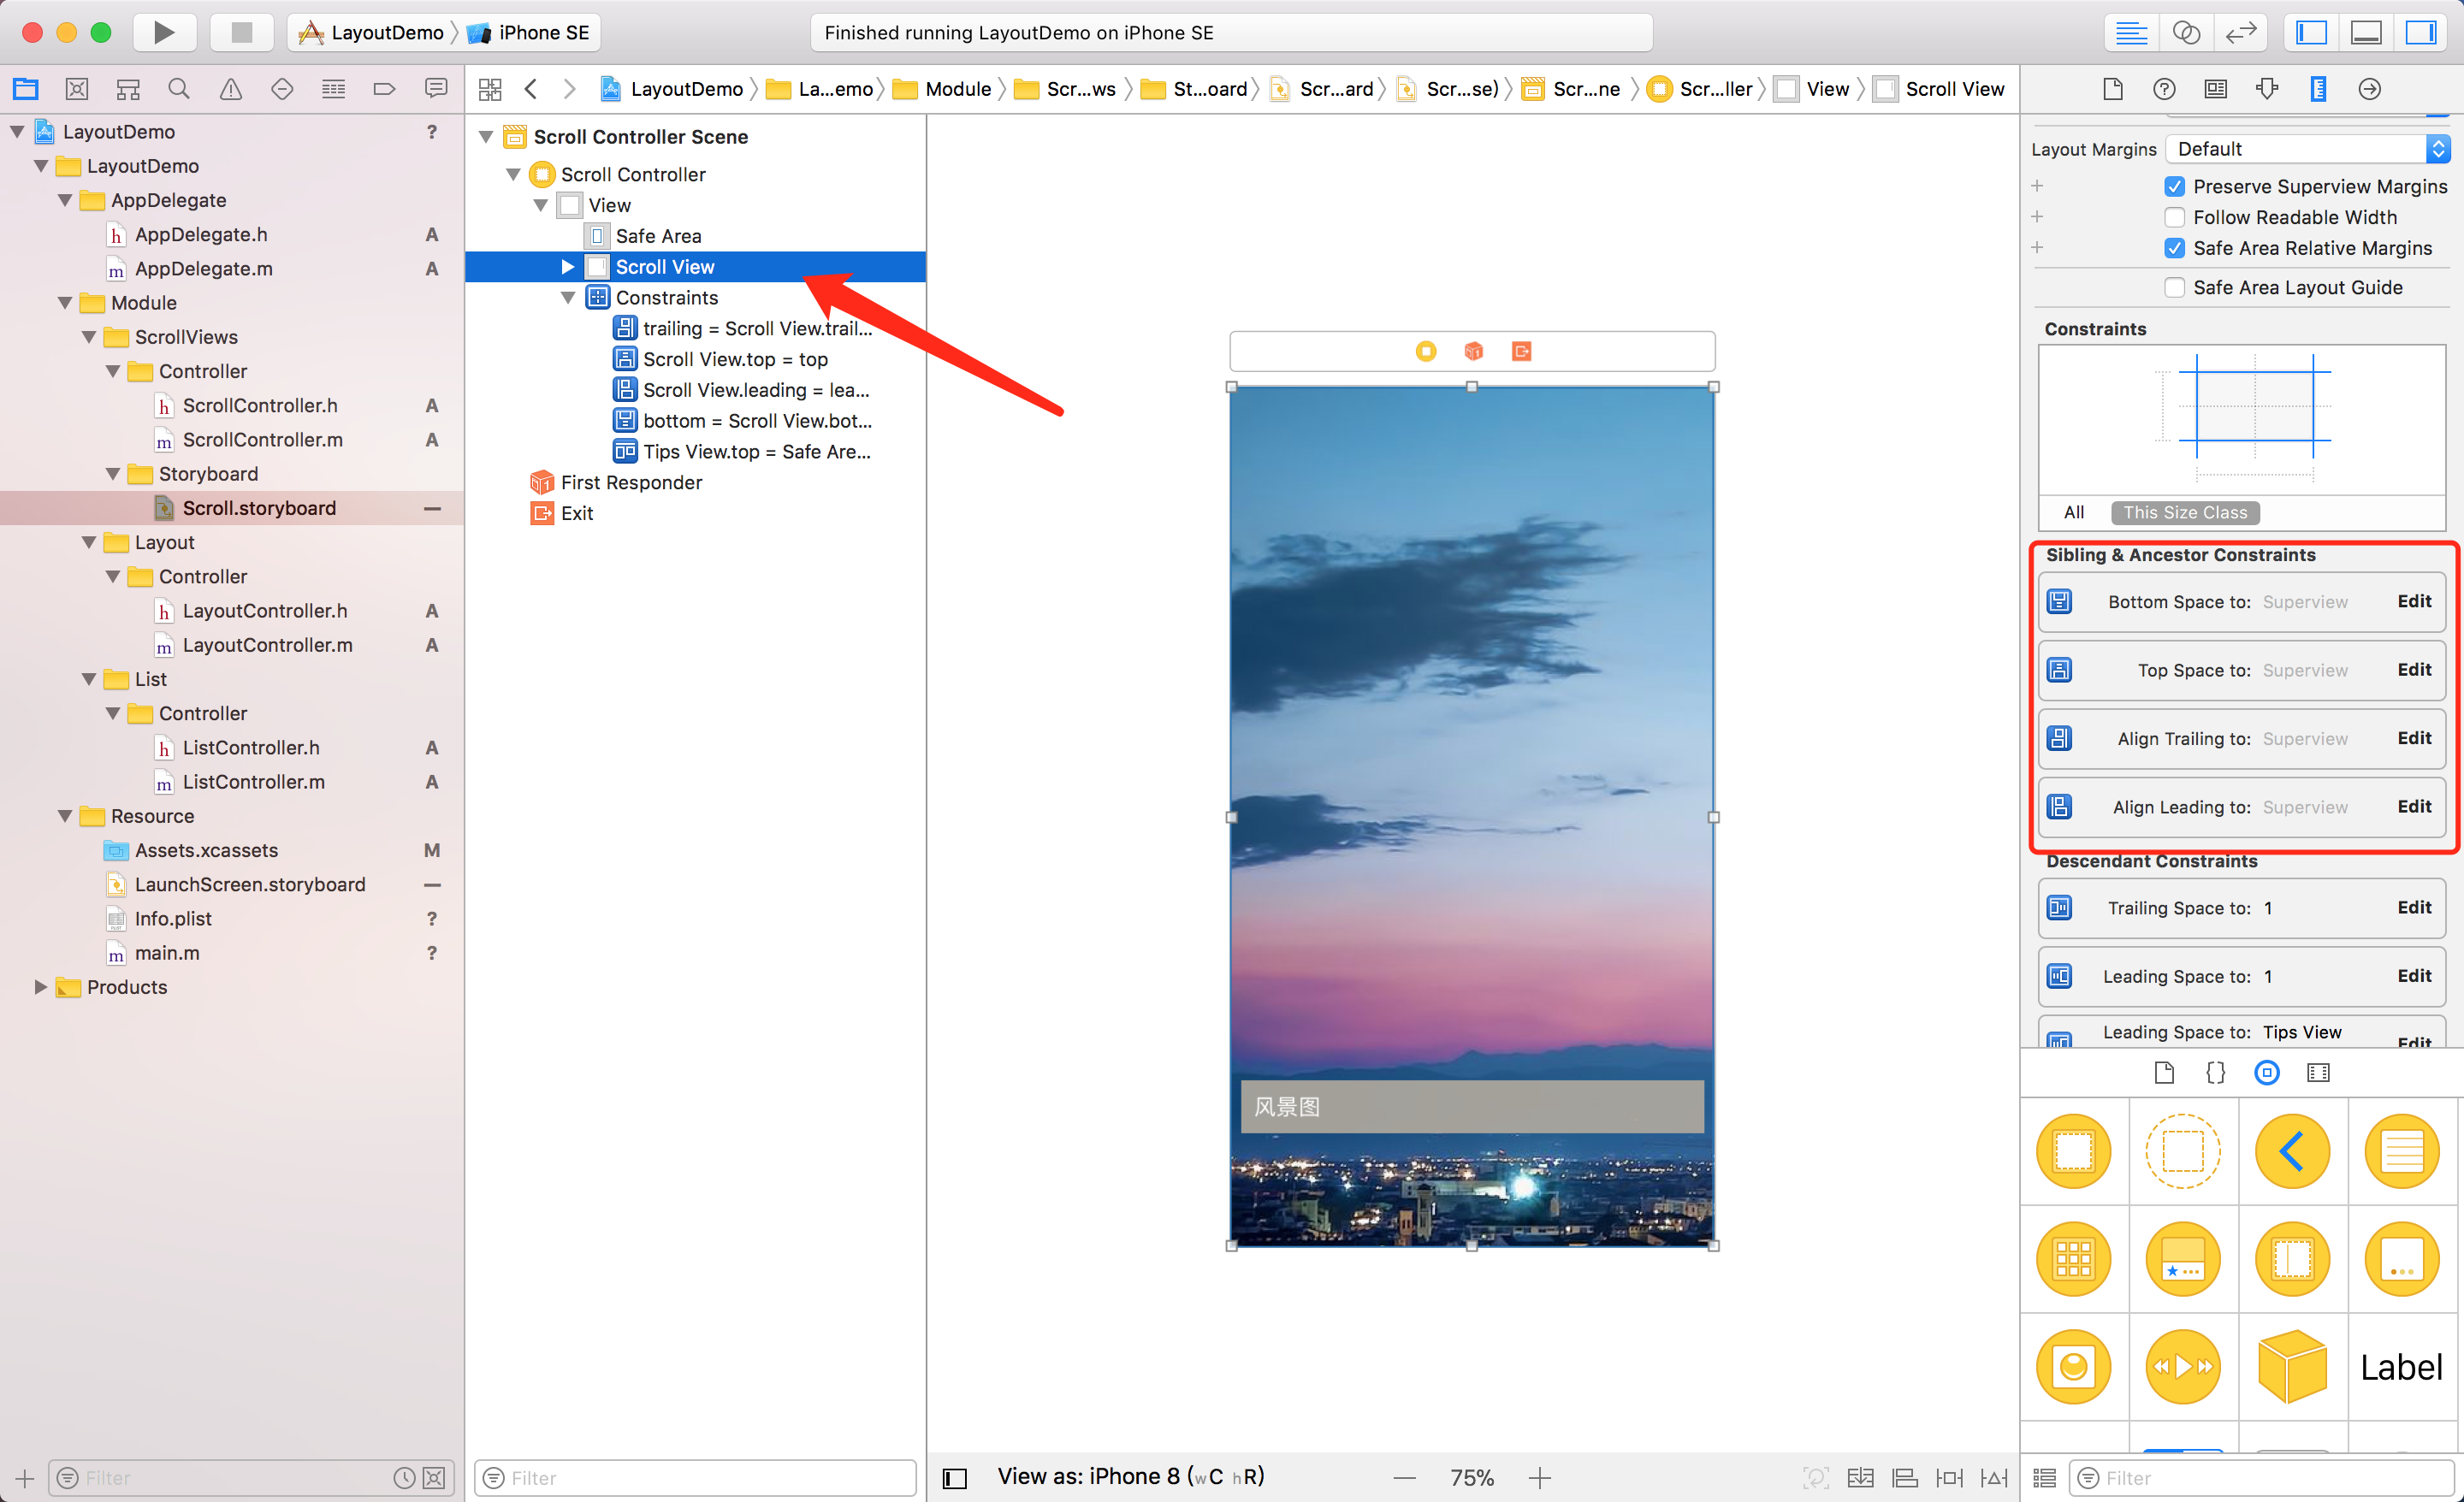 LayoutDemo
iPhone SE
Finished running LayoutDemo on iPhone SE
LayoutDemo
La...emo
Module
Scr...ws
St...oard
Scr...ard
Scr...se)
Scr...ne
Scr...ller
View
Scroll View
LayoutDemo ?
LayoutDemo
AppDelegate
h AppDelegate.h A
m AppDelegate.m A
Module
ScrollViews
Controller
h ScrollController.h A
m ScrollController.m A
Storyboard
Scroll.storyboard
Layout
Controller
h LayoutController.h A
m LayoutController.m A
List
Controller
h ListController.h A
m ListController.m A
Resource
Assets.xcassets M
LaunchScreen.storyboard
Info.plist ?
m main.m ?
Products
Filter
Scroll Controller Scene
Scroll Controller
View
Safe Area
Scroll View
Constraints
trailing = Scroll View.trail...
Scroll View.top = top
Scroll View.leading = lea...
bottom = Scroll View.bot...
Tips View.top = Safe Are...
First Responder
Exit
Filter
风景图
View as: iPhone 8 (wC hR)
75%
Layout Margins Default
Preserve Superview Margins
Follow Readable Width
Safe Area Relative Margins
Safe Area Layout Guide
Constraints
All This Size Class
Sibling & Ancestor Constraints
Bottom Space to: Superview Edit
Top Space to: Superview Edit
Align Trailing to: Superview Edit
Align Leading to: Superview Edit
Descendant Constraints
Trailing Space to: 1 Edit
Leading Space to: 1 Edit
Leading Space to: Tips View Edit
{}
Label
Filter